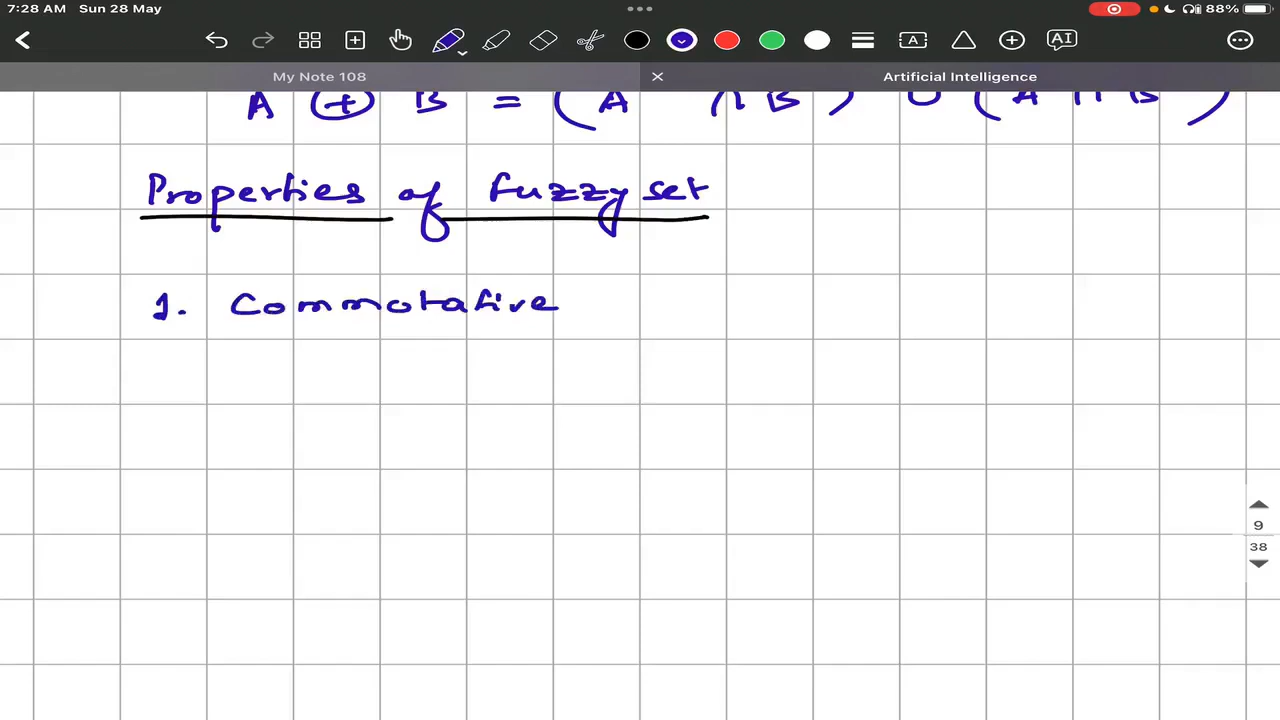 7:28 AM Sun 28 May
88%
A
AI
My Note 108
Artificial Intelligence
A (+) B = (A ∩ B) ∪ (A ∩ B)
Properties of fuzzy set
1. Commotative
9
38